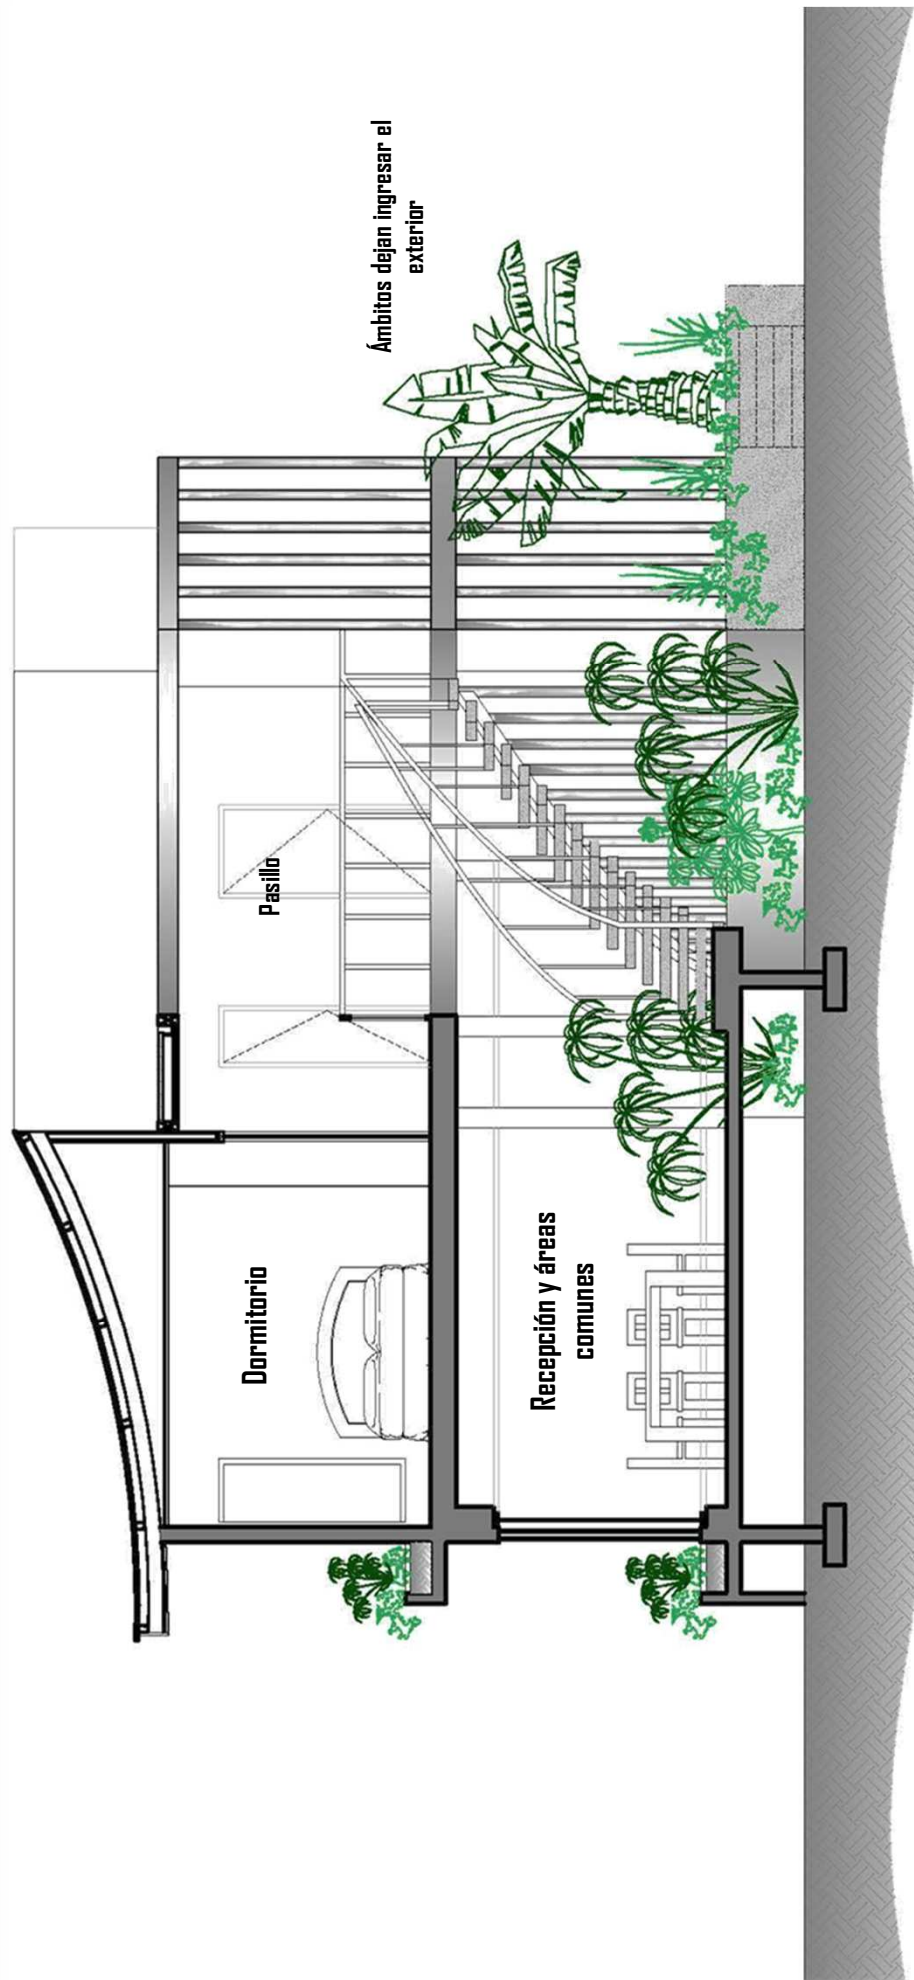 Ámbitos dejan ingresar el
exterior
Pasillo
Dormitorio
Recepción y áreas
comunes